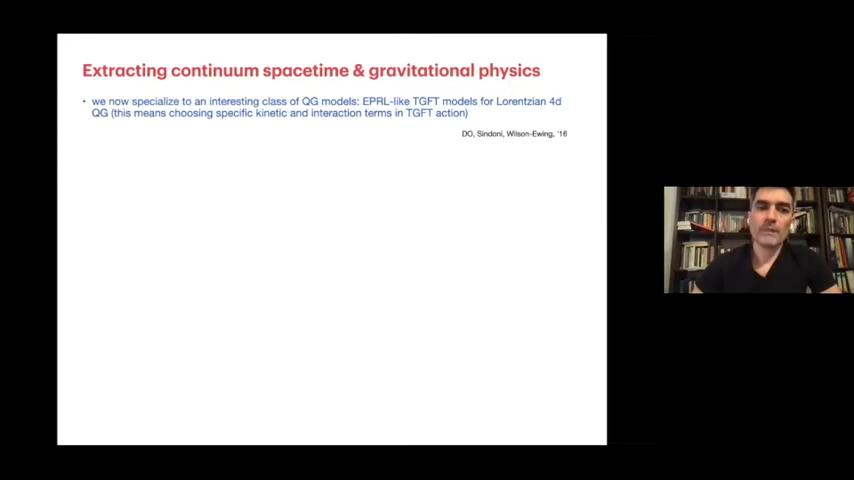 Extracting continuum spacetime & gravitational physics
• we now specialize to an interesting class of QG models: EPRL-like TGFT models for Lorentzian 4d
QG (this means choosing specific kinetic and interaction terms in TGFT action)
DO, Sindoni, Wilson-Ewing, '16